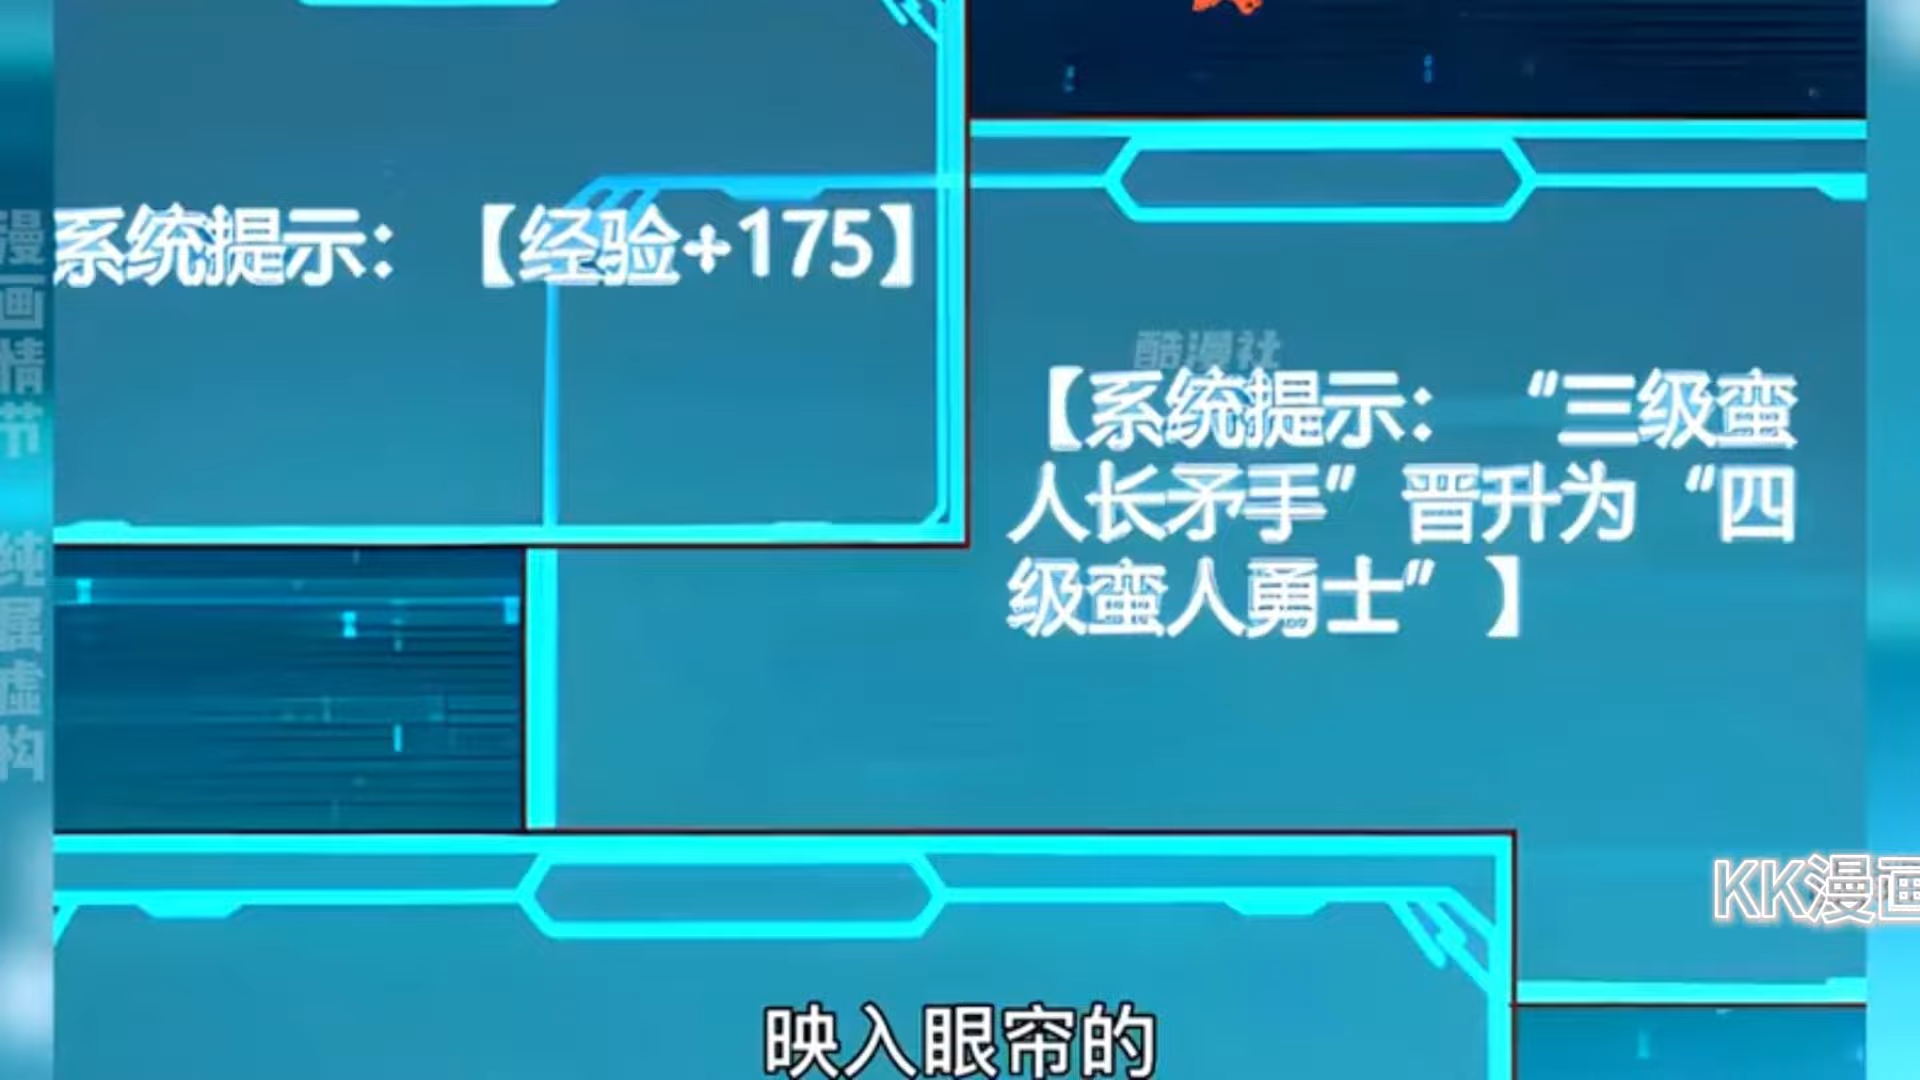 系统提示：【经验+175】
酷漫社
【系统提示：“三级蛮
人长矛手”晋升为“四
级蛮人勇士”】
漫画情节 纯属虚构
KK漫画
映入眼帘的